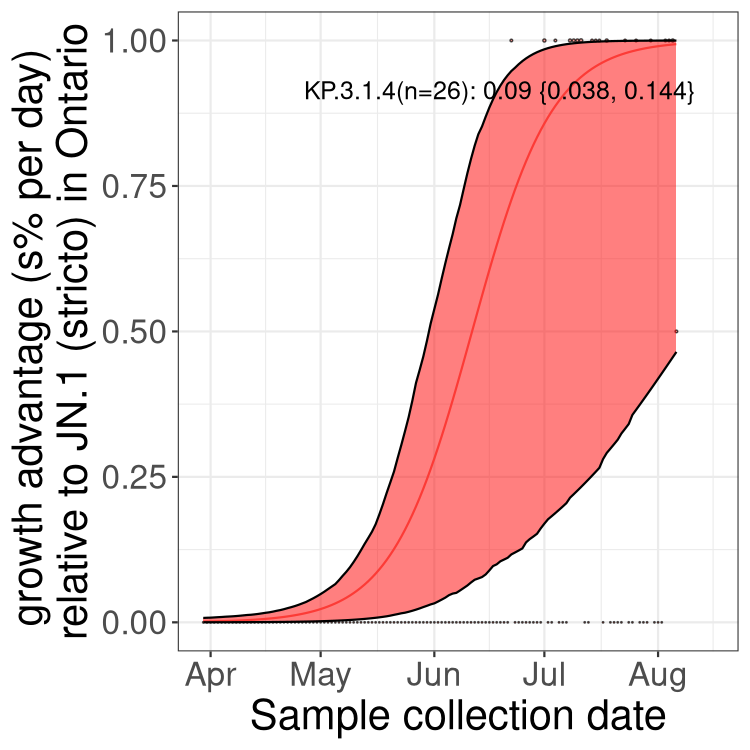 growth advantage (s% per day)
relative to JN.1 (stricto) in Ontario
1.00
0.75
0.50
0.25
0.00
KP.3.1.4(n=26): 0.09 {0.038, 0.144}
Apr May Jun Jul Aug
Sample collection date